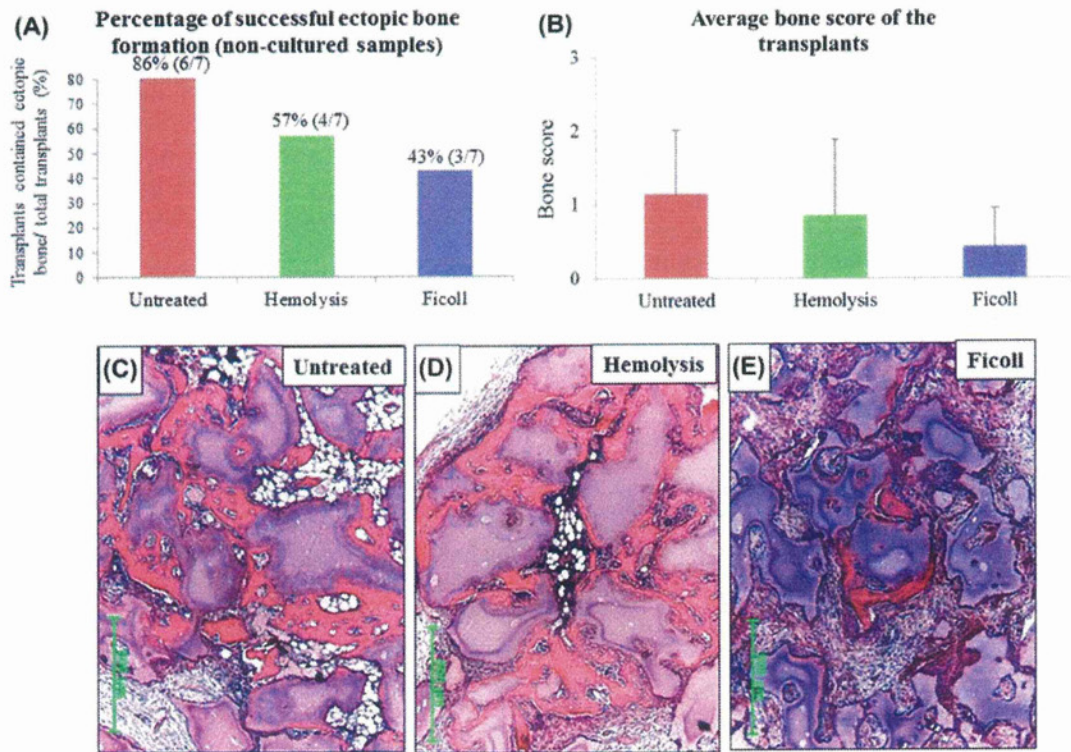 (A)
Percentage of successful ectopic bone
formation (non-cultured samples)
Transplants contained ectopic
bone/ total transplants (%)
80
70
60
50
40
30
20
10
0
86% (6/7)
57% (4/7)
43% (3/7)
Untreated
Hemolysis
Ficoll
(B)
Average bone score of the
transplants
Bone score
3
2
1
0
Untreated
Hemolysis
Ficoll
(C)
Untreated
(D)
Hemolysis
(E)
Ficoll